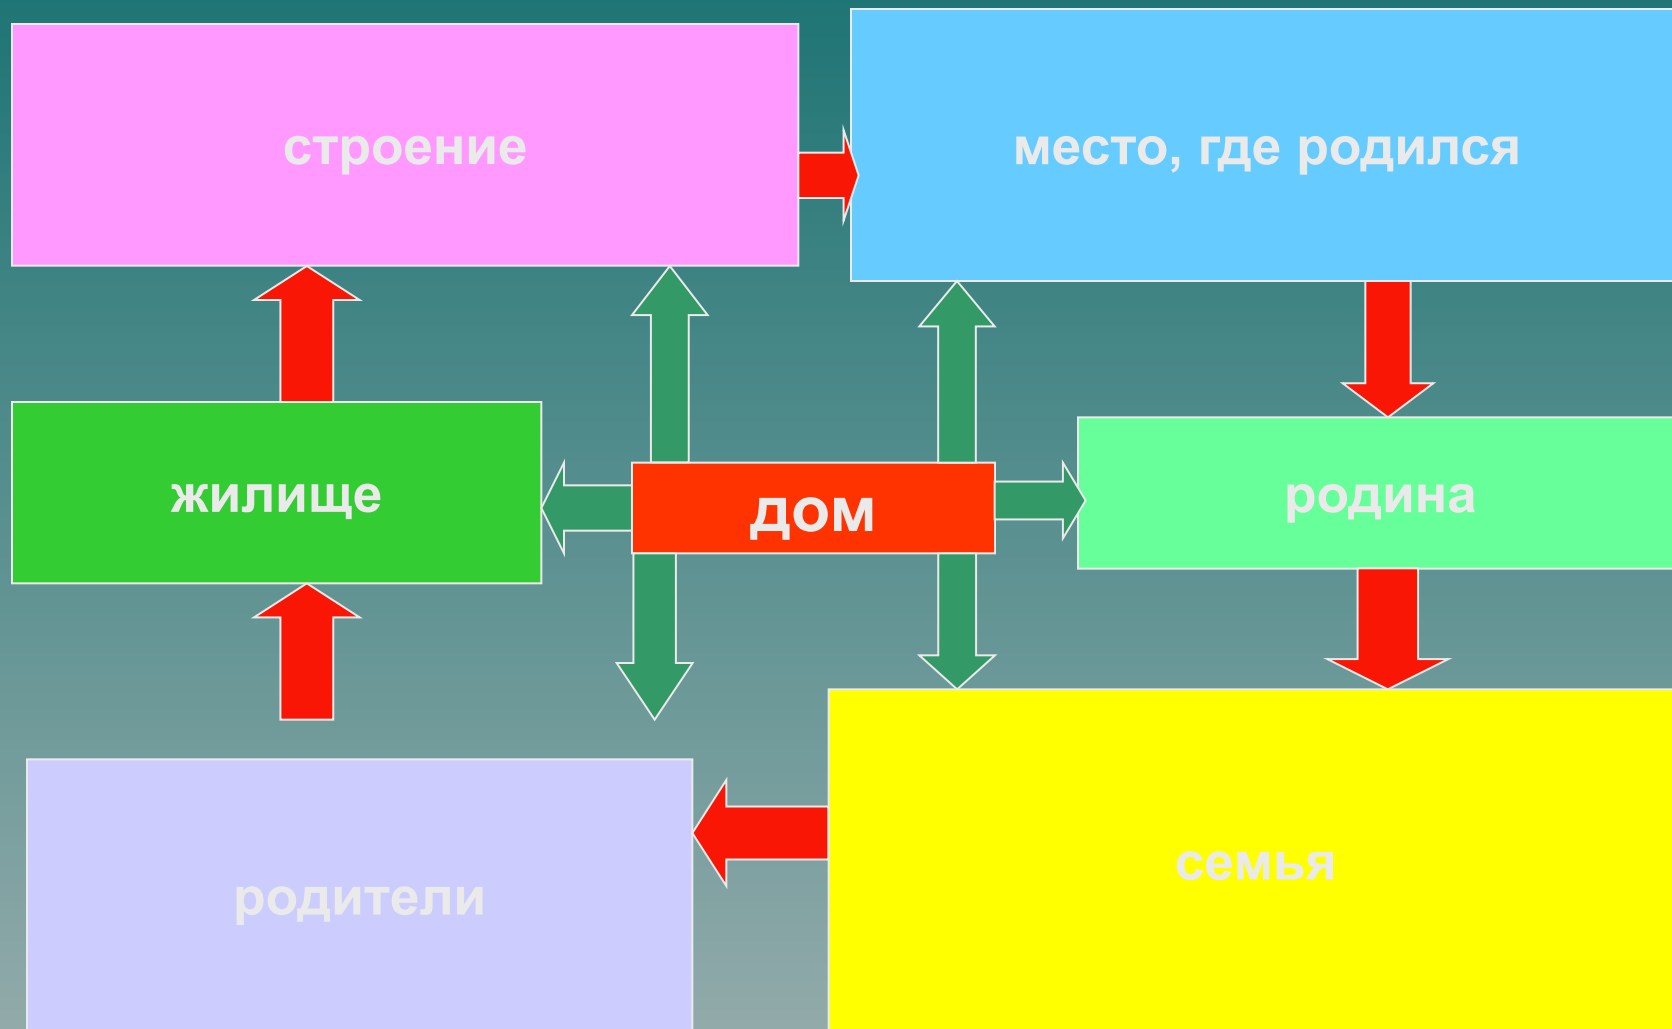 строение
место, где родился
жилище
дом
родина
родители
семья